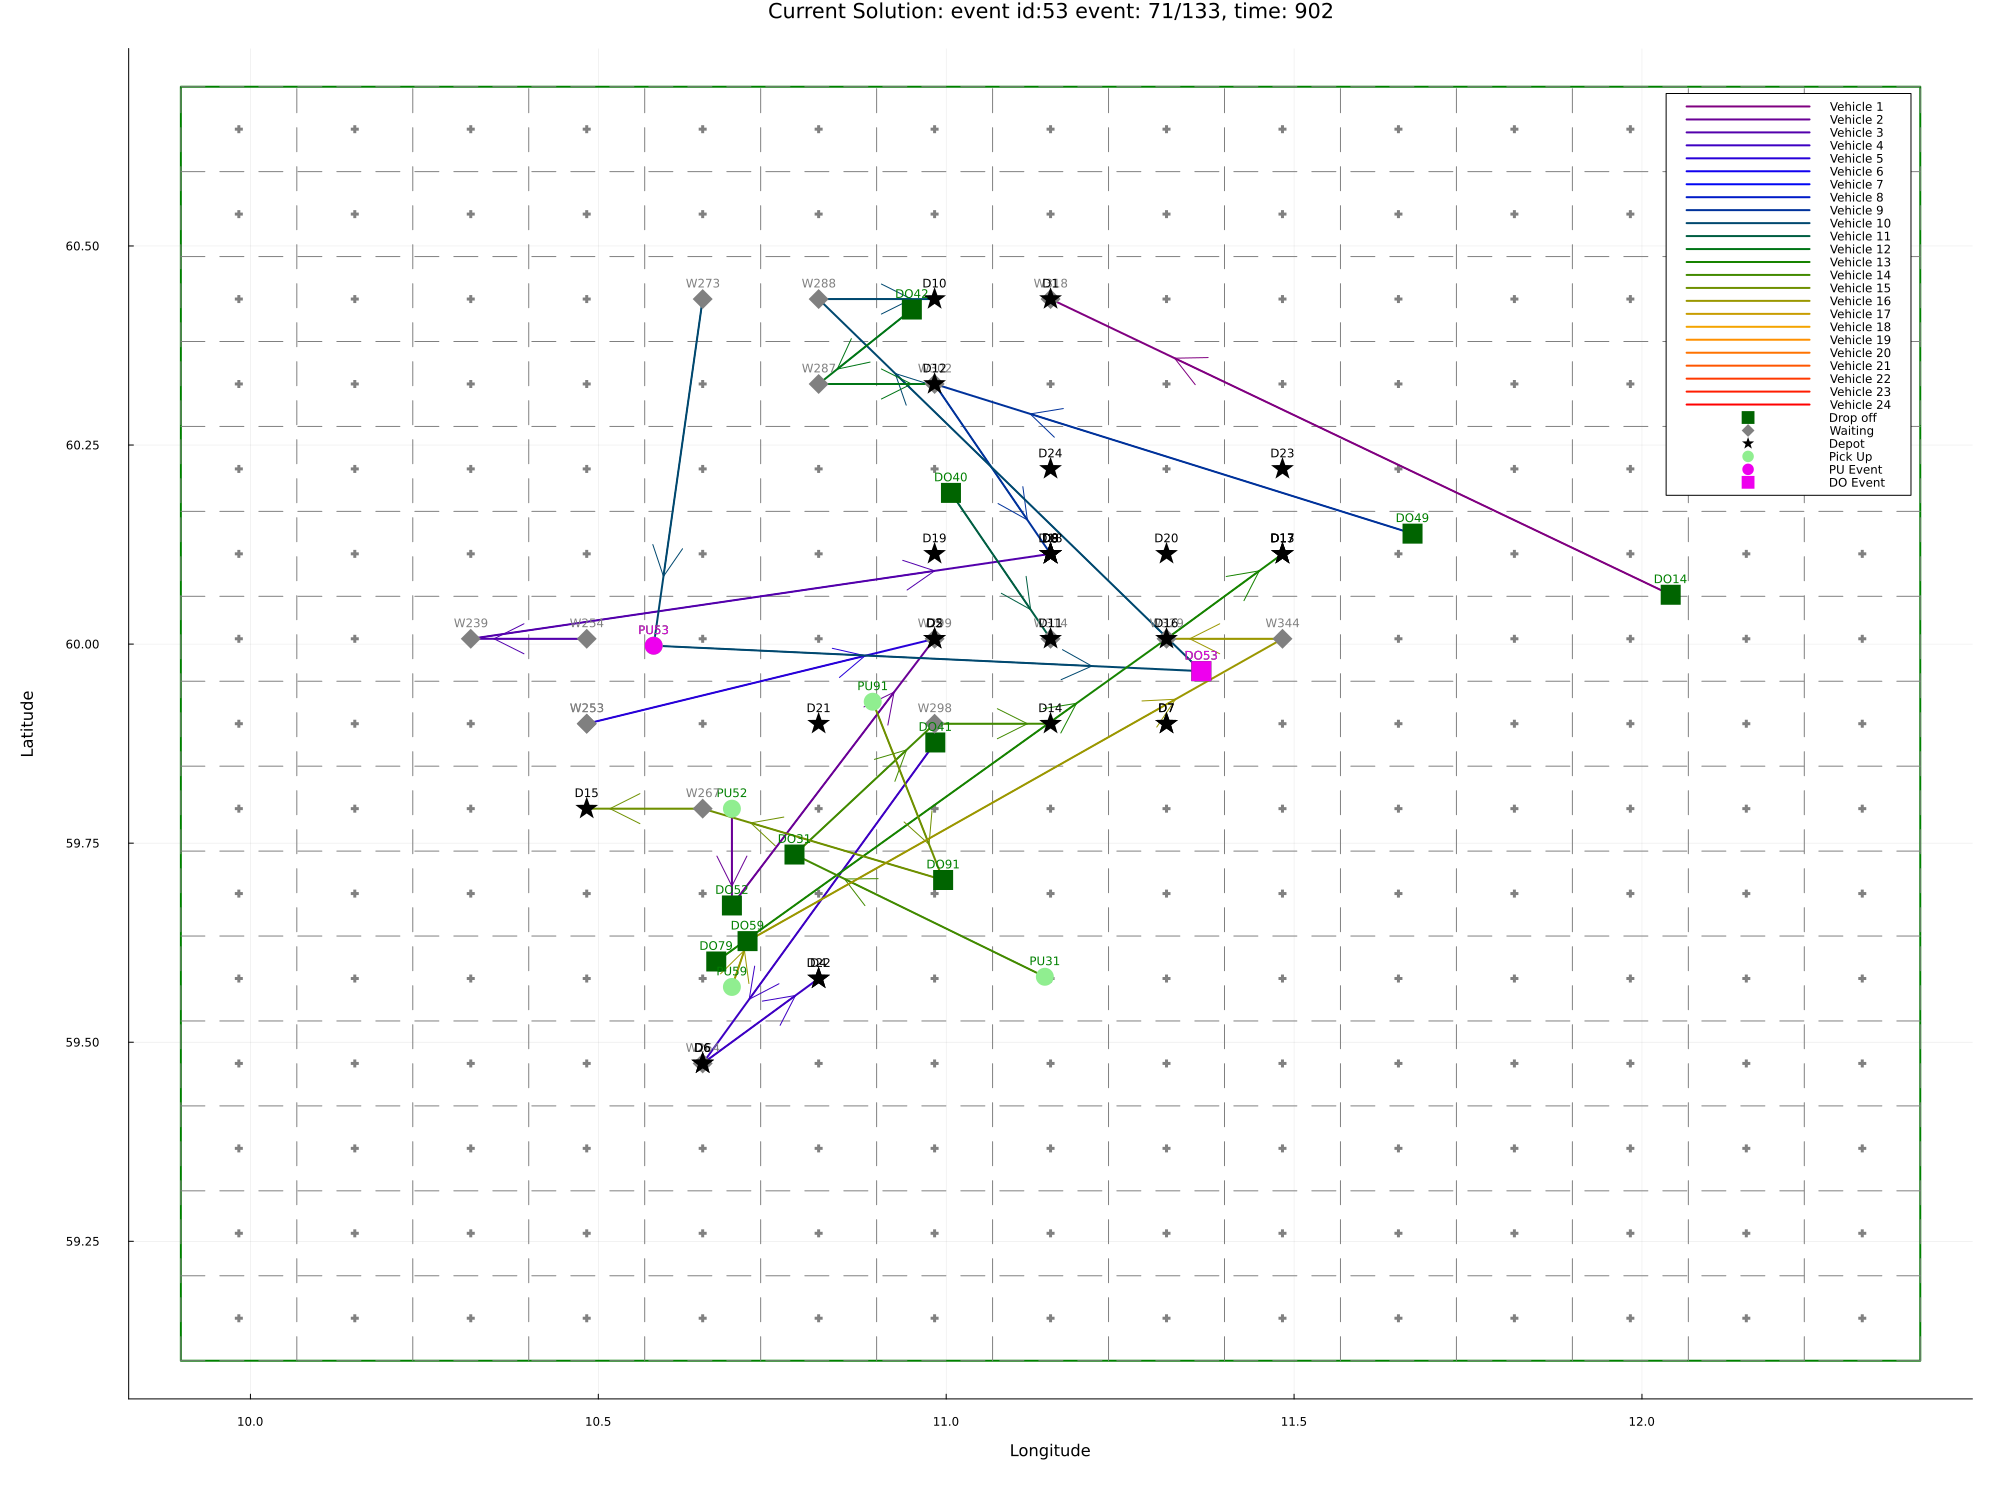 Current Solution: event id:53 event: 71/133, time: 902
Vehicle 1
Vehicle 2
Vehicle 3
Vehicle 4
Vehicle 5
Vehicle 6
Vehicle 7
Vehicle 8
Vehicle 9
Vehicle 10
Vehicle 11
Vehicle 12
Vehicle 13
Vehicle 14
Vehicle 15
Vehicle 16
Vehicle 17
Vehicle 18
Vehicle 19
Vehicle 20
Vehicle 21
Vehicle 22
Vehicle 23
Vehicle 24
Drop off
Waiting
Depot
Pick Up
PU Event
DO Event
60.50
60.25
60.00
59.75
59.50
59.25
Latitude
W273
W288
D10
D1
DO42
W287
D12
D24
D23
DO40
DO49
D19
D20
DO14
W239
W254
PU53
D11
D16
W344
DO53
PU91
W253
D21
W298
D14
D7
DO41
D15
W267
PU52
DO31
DO91
DO52
DO59
DO79
PU59
PU31
D6
10.0
10.5
11.0
11.5
12.0
Longitude